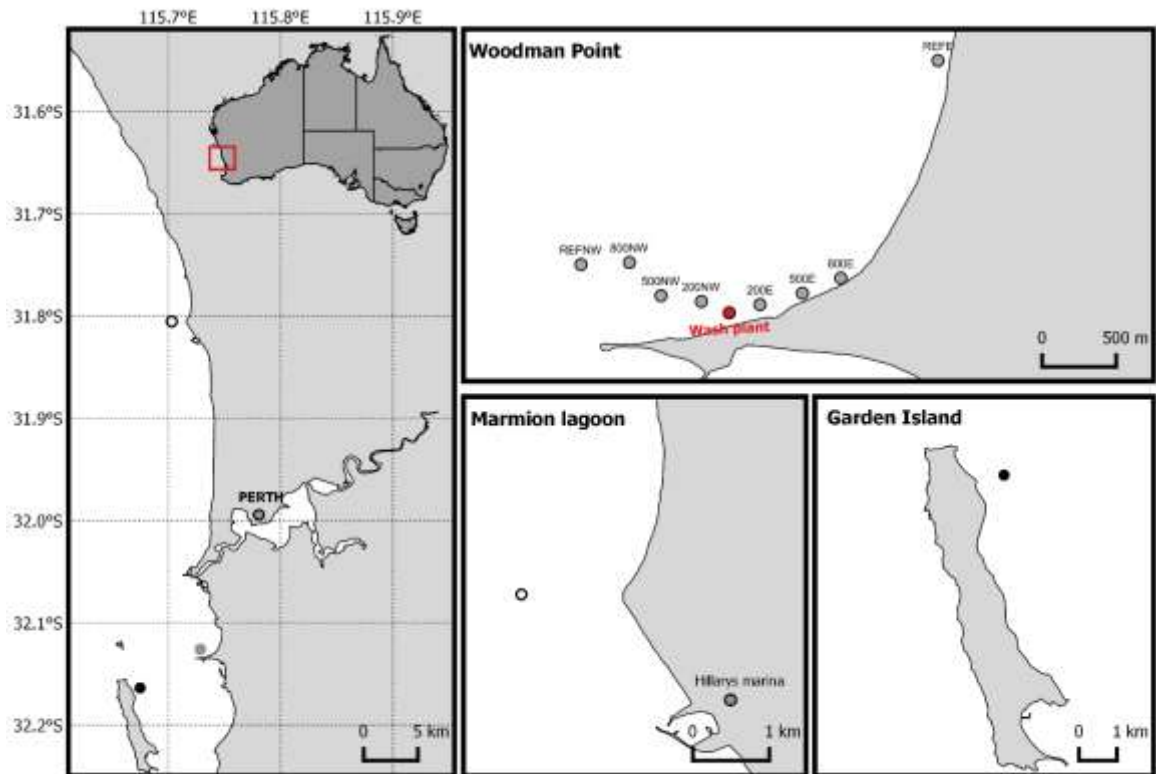 115.7°E 115.8°E 115.9°E
31.6°S
31.7°S
31.8°S
31.9°S
32.0°S
32.1°S
32.2°S
PERTH
0 5 km
Woodman Point
REFE
REFNW
800NW
500NW
200NW
200E
500E
800E
Wash plant
0 500 m
Marmion lagoon
Hillarys marina
0 1 km
Garden Island
0 1 km